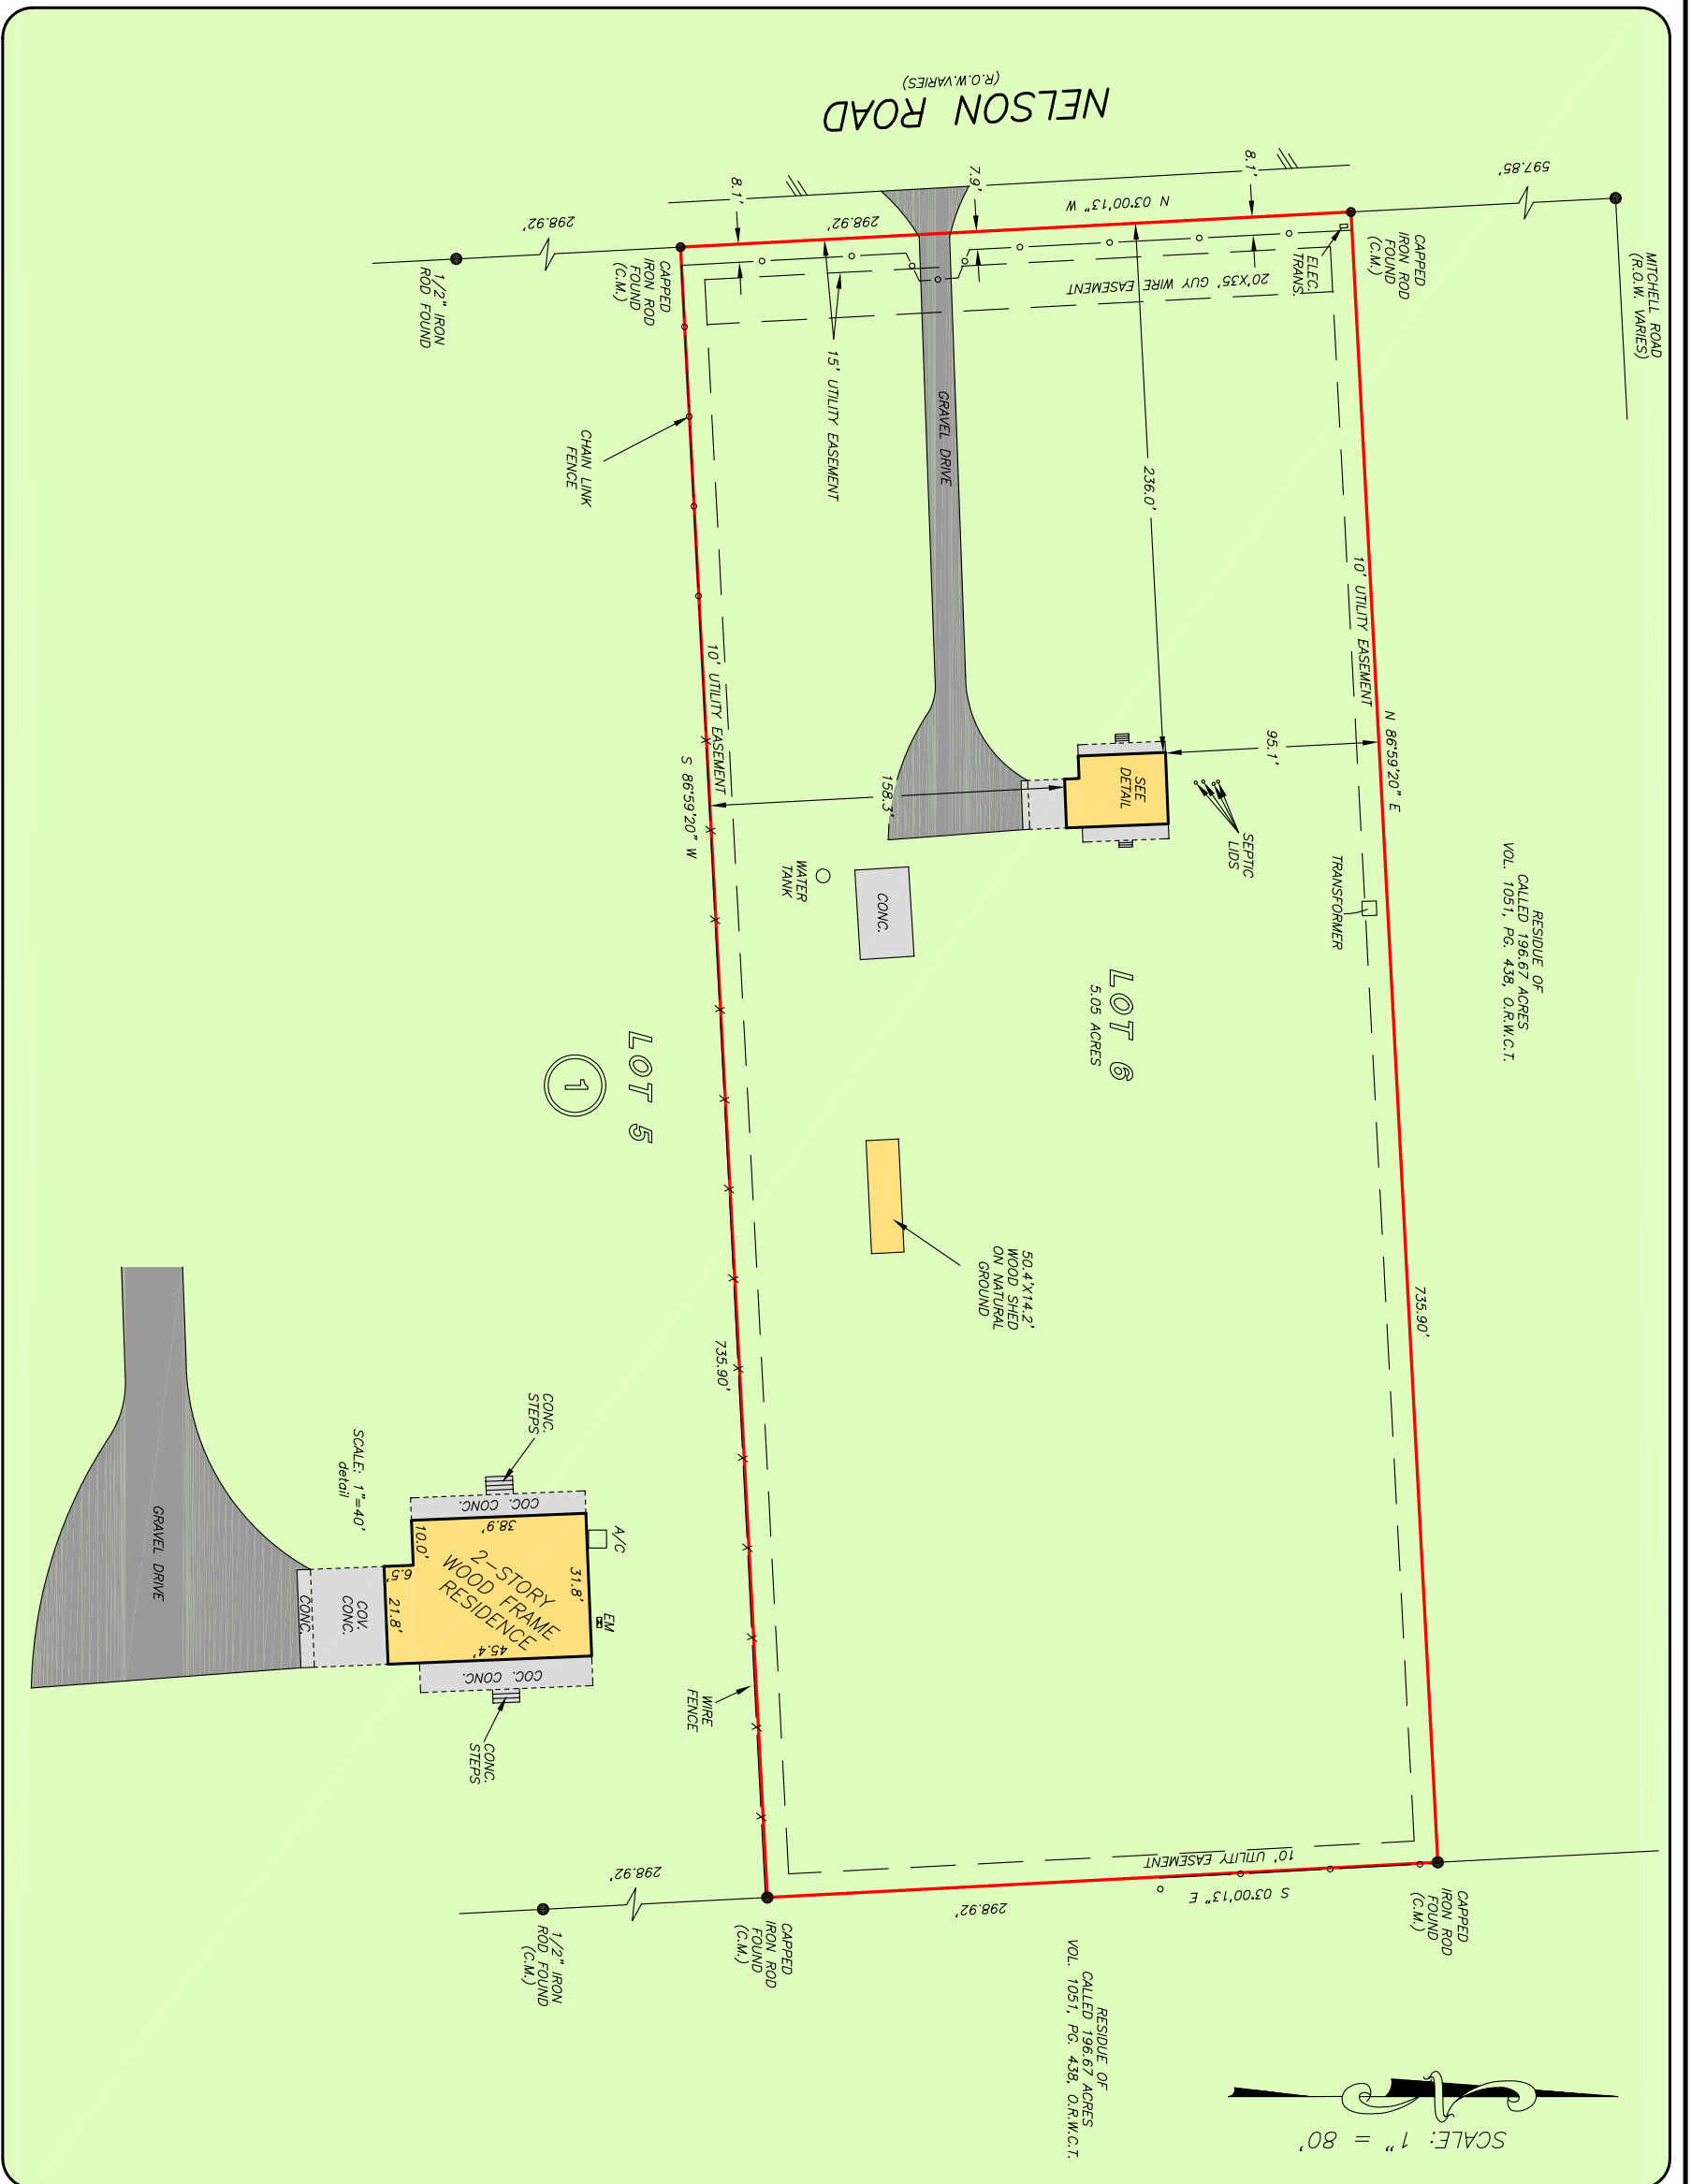 NELSON ROAD
(R.O.W.VARIES)
MITCHELL ROAD
(R.O.W. VARIES)
597.85'
8.1'
N 03°00'13" W
7.9'
298.92'
8.1'
298.92'
CAPPED
IRON ROD
FOUND
(C.M.)
ELEC.
TRANS.
20'X35' GUY WIRE EASEMENT
CAPPED
IRON ROD
FOUND
(C.M.)
1/2" IRON
ROD FOUND
15' UTILITY EASEMENT
GRAVEL DRIVE
236.0'
CHAIN LINK
FENCE
10' UTILITY EASEMENT
N 86°59'20" E
95.1'
10' UTILITY EASEMENT
S 86°59'20" W
158.3'
SEE
DETAIL
SEPTIC
LIDS
TRANSFORMER
WATER
TANK
CONC.
RESIDUE OF
CALLED 196.67 ACRES
VOL. 1051, PG. 438, O.R.W.C.T.
LOT 6
5.05 ACRES
LOT 5
1
50.4'X14.2'
WOOD SHED
ON NATURAL
GROUND
735.90'
735.90'
WIRE
FENCE
SCALE: 1"=40'
detail
GRAVEL DRIVE
CONC.
STEPS
COC. CONC.
38.9'
10.0'
6.5'
21.8'
31.8'
45.4'
A/C
EM
2-STORY
WOOD FRAME
RESIDENCE
COV.
CONC.
CONC.
COC. CONC.
CONC.
STEPS
10' UTILITY EASEMENT
S 03°00'13" E
298.92'
298.92'
CAPPED
IRON ROD
FOUND
(C.M.)
CAPPED
IRON ROD
FOUND
(C.M.)
1/2" IRON
ROD FOUND
(C.M.)
RESIDUE OF
CALLED 196.67 ACRES
VOL. 1051, PG. 438, O.R.W.C.T.
N
SCALE: 1" = 80'